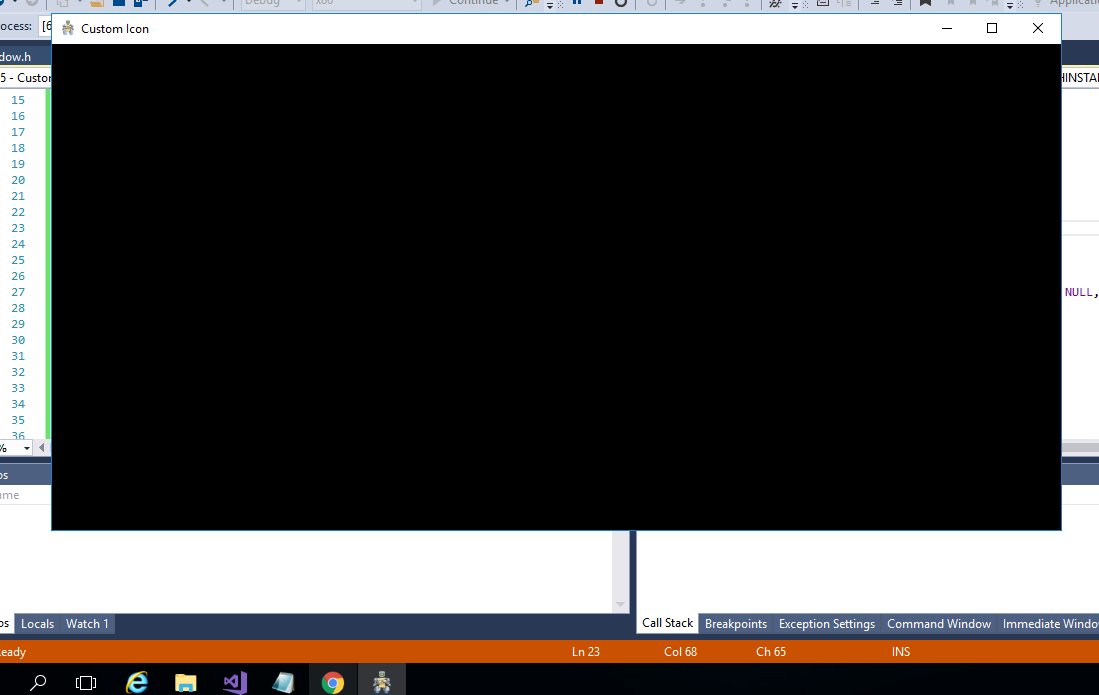 Debug x86 Continue
Process: [6
Custom Icon
dow.h
5 - Custo
HINSTA
15
16
17
18
19
20
21
22
23
24
25
26
27 NULL,
28
29
30
31
32
33
34
35
36
%
os
ame
os Locals Watch 1 Call Stack Breakpoints Exception Settings Command Window Immediate Windo
eady Ln 23 Col 68 Ch 65 INS